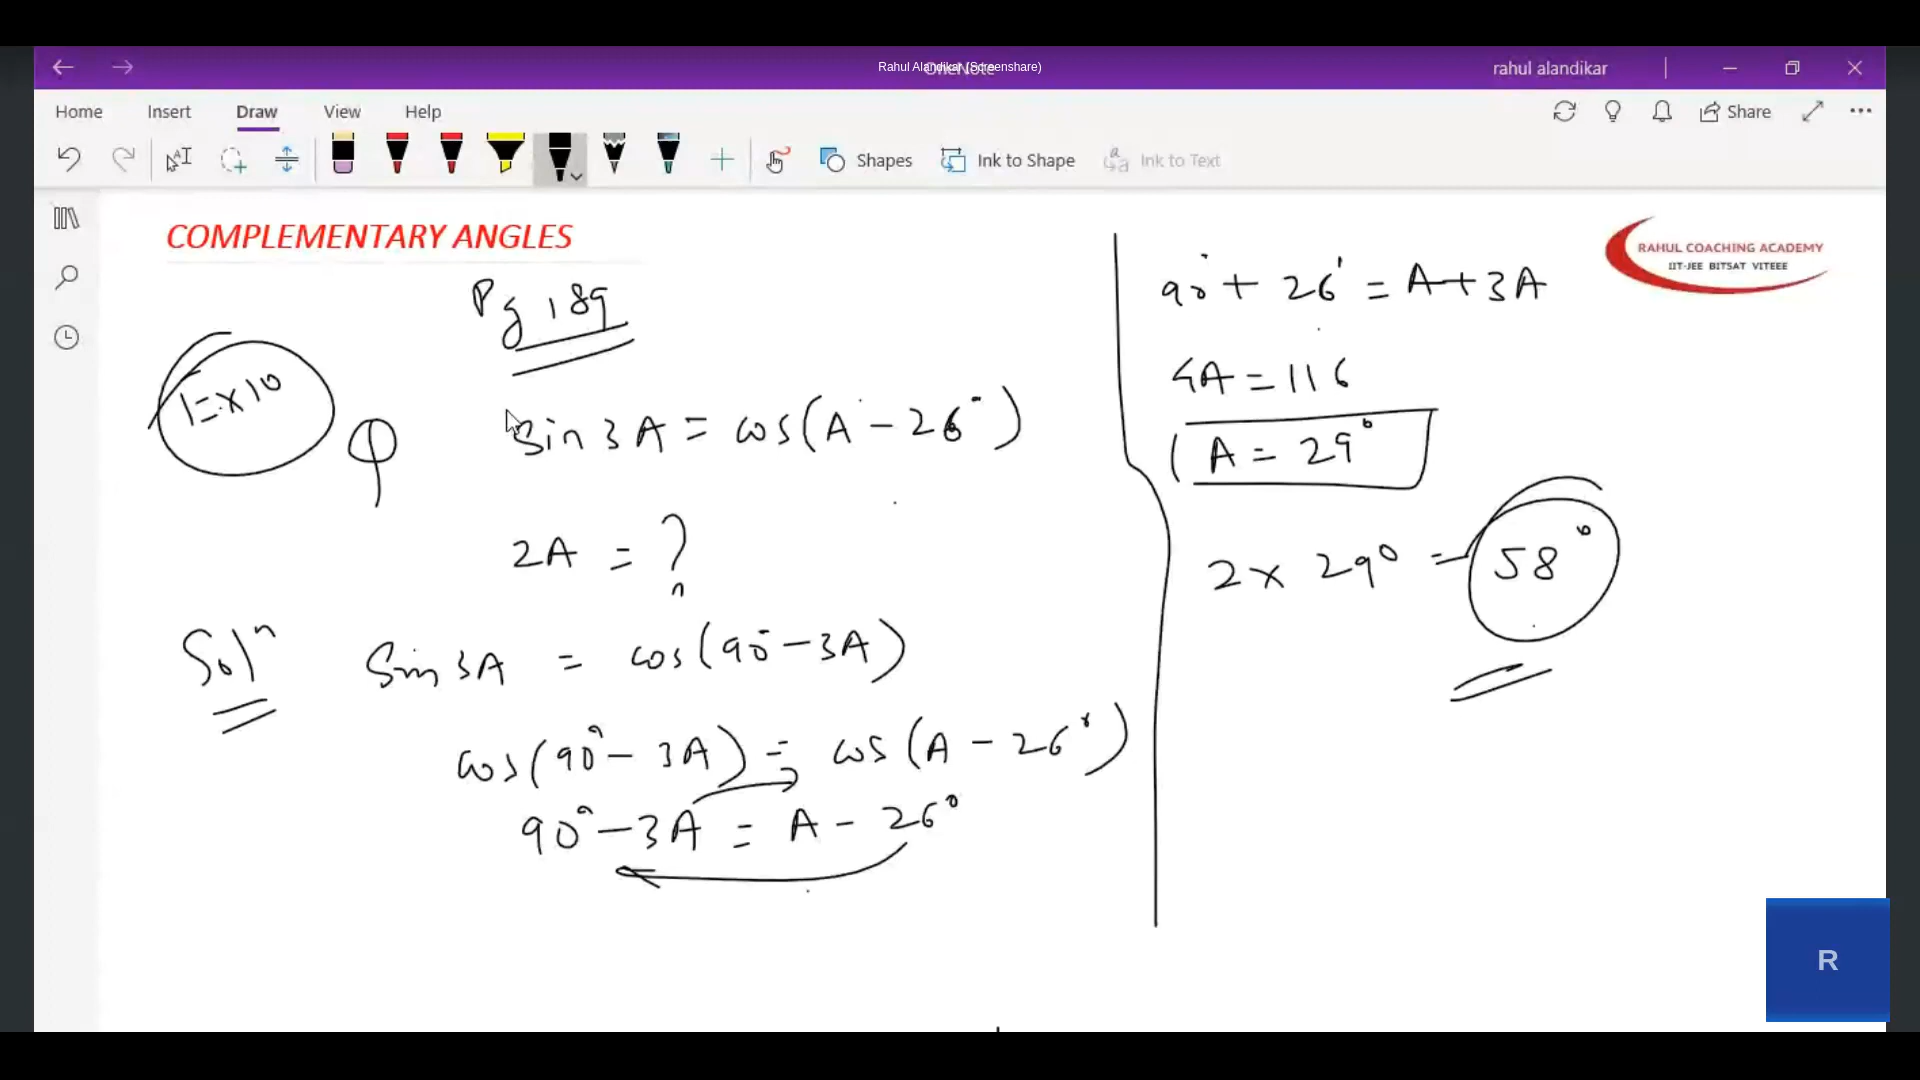 Rahul Alandikar (Screenshare)
OneNote
rahul alandikar
Home Insert Draw View Help
Share
Shapes Ink to Shape Ink to Text
COMPLEMENTARY ANGLES
Pg 189
Ex 10
Q
sin 3A = cos(A - 26°)
2A = ?
Solⁿ sin 3A = cos(90° - 3A)
cos(90° - 3A) = cos(A - 26°)
90° - 3A = A - 26°
RAHUL COACHING ACADEMY
IIT-JEE BITSAT VITEEE
90° + 26° = A + 3A
4A = 116
A = 29°
2 x 29° = 58°
R